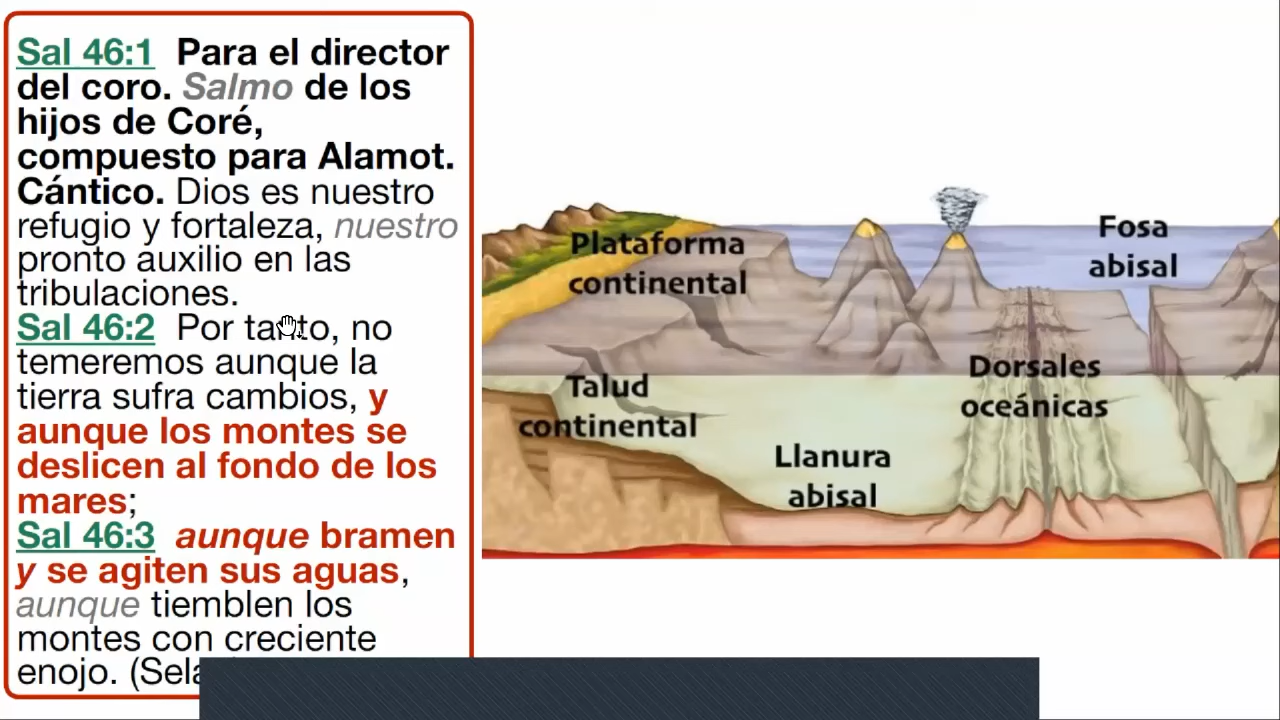 Sal 46:1 Para el director
del coro. Salmo de los
hijos de Coré,
compuesto para Alamot.
Cántico. Dios es nuestro
refugio y fortaleza, nuestro
pronto auxilio en las
tribulaciones.
Sal 46:2 Por tanto, no
temeremos aunque la
tierra sufra cambios, y
aunque los montes se
deslicen al fondo de los
mares;
Sal 46:3 aunque bramen
y se agiten sus aguas,
aunque tiemblen los
montes con creciente
enojo. (Sela
Plataforma
continental
Fosa
abisal
Talud
continental
Dorsales
oceánicas
Llanura
abisal